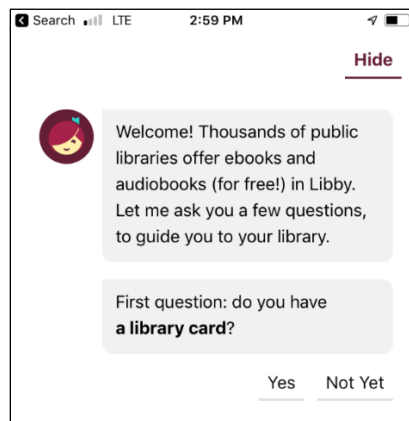 Search LTE 2:59 PM
Hide
Welcome! Thousands of public
libraries offer ebooks and
audiobooks (for free!) in Libby.
Let me ask you a few questions,
to guide you to your library.
First question: do you have
a library card?
Yes Not Yet